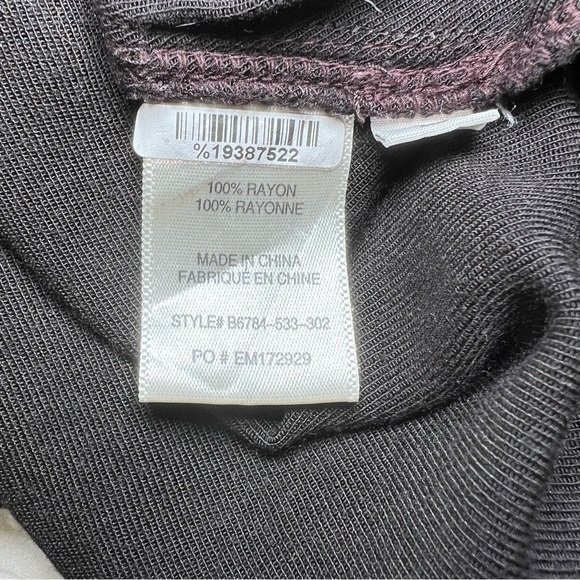 %19387522
100% RAYON
100% RAYONNE
MADE IN CHINA
FABRIQUÉ EN CHINE
STYLE# B6784-533-302
PO # EM172929